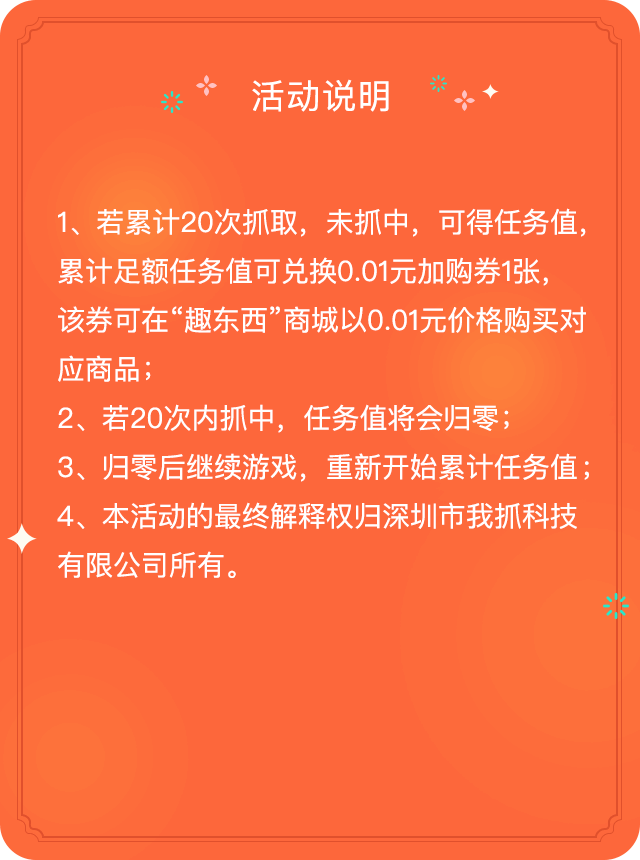 活动说明
1、若累计20次抓取，未抓中，可得任务值，
累计足额任务值可兑换0.01元加购券1张，
该券可在“趣东西”商城以0.01元价格购买对
应商品；
2、若20次内抓中，任务值将会归零；
3、归零后继续游戏，重新开始累计任务值；
4、本活动的最终解释权归深圳市我抓科技
有限公司所有。